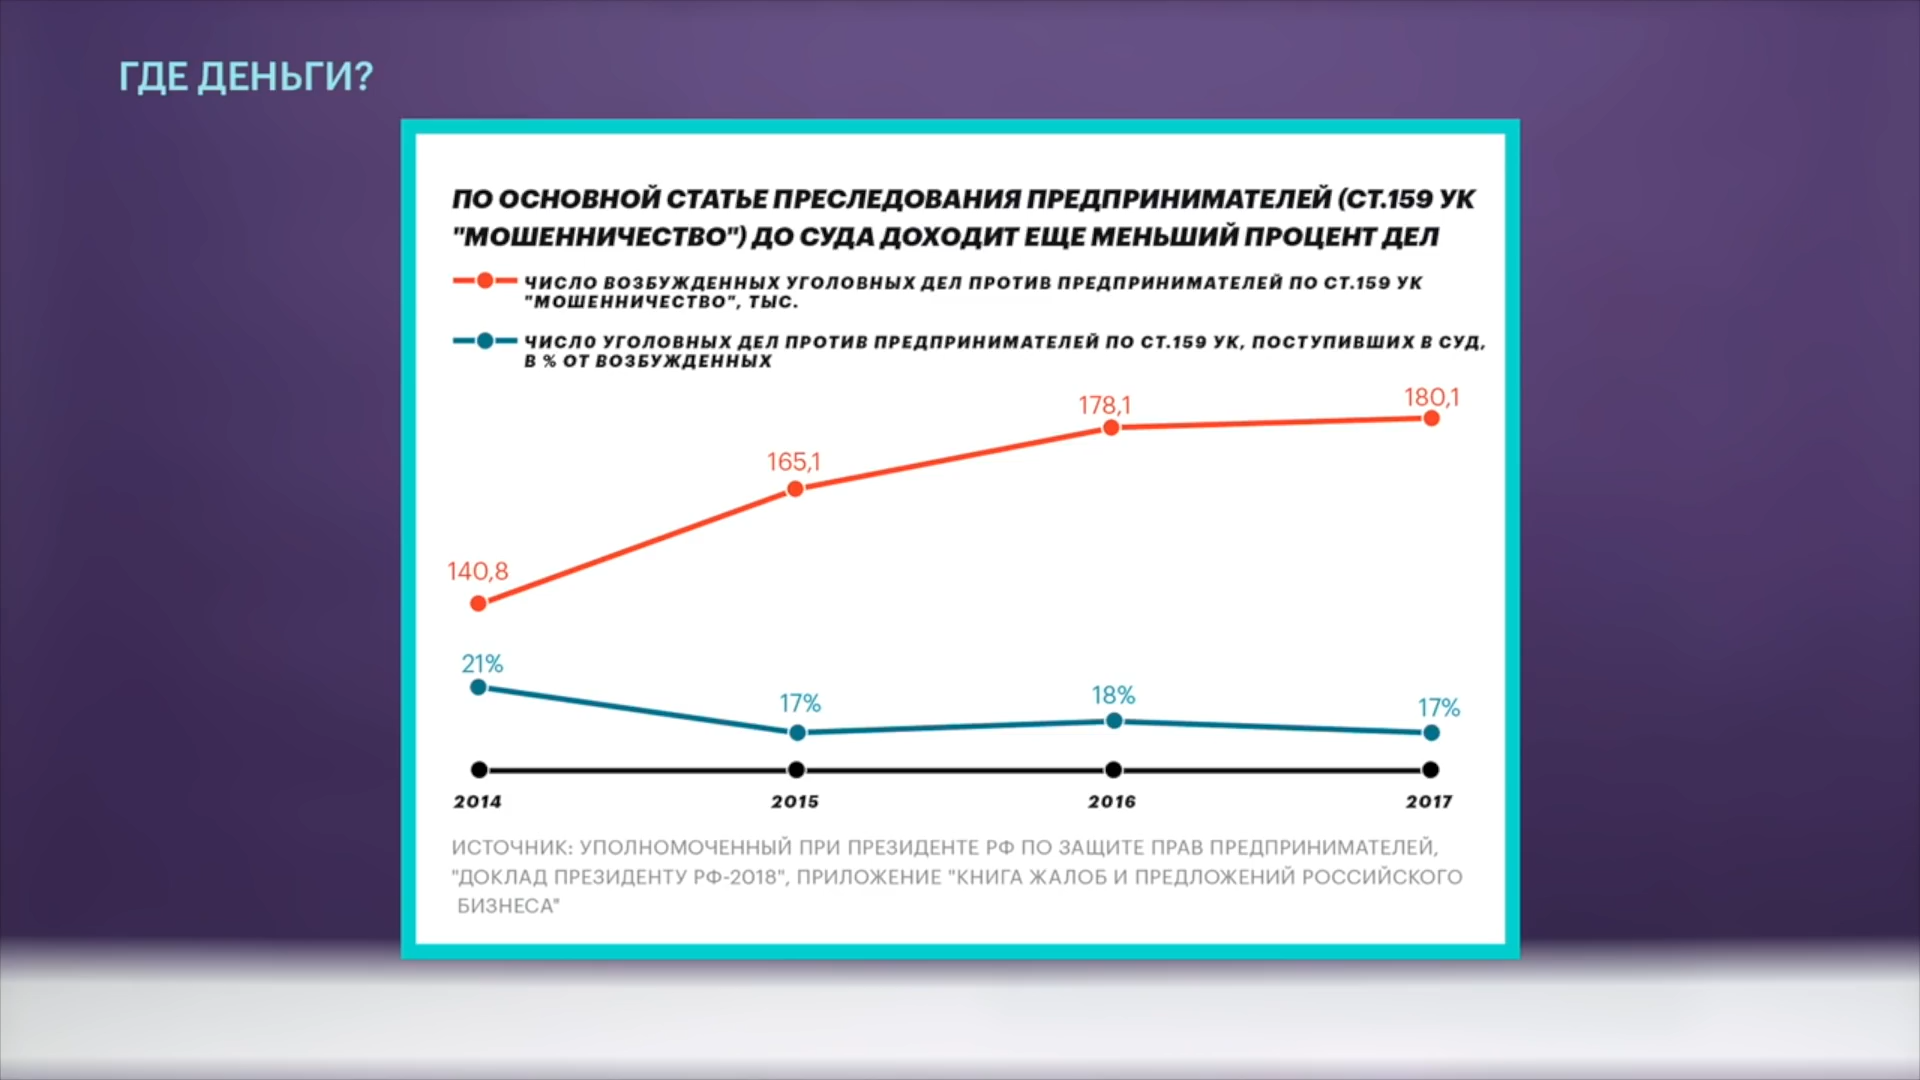 ГДЕ ДЕНЬГИ?
ПО ОСНОВНОЙ СТАТЬЕ ПРЕСЛЕДОВАНИЯ ПРЕДПРИНИМАТЕЛЕЙ (СТ.159 УК
"МОШЕННИЧЕСТВО") ДО СУДА ДОХОДИТ ЕЩЕ МЕНЬШИЙ ПРОЦЕНТ ДЕЛ
ЧИСЛО ВОЗБУЖДЕННЫХ УГОЛОВНЫХ ДЕЛ ПРОТИВ ПРЕДПРИНИМАТЕЛЕЙ ПО СТ.159 УК
"МОШЕННИЧЕСТВО", ТЫС.
ЧИСЛО УГОЛОВНЫХ ДЕЛ ПРОТИВ ПРЕДПРИНИМАТЕЛЕЙ ПО СТ.159 УК, ПОСТУПИВШИХ В СУД,
В % ОТ ВОЗБУЖДЕННЫХ
140,8
165,1
178,1
180,1
21%
17%
18%
17%
2014
2015
2016
2017
ИСТОЧНИК: УПОЛНОМОЧЕННЫЙ ПРИ ПРЕЗИДЕНТЕ РФ ПО ЗАЩИТЕ ПРАВ ПРЕДПРИНИМАТЕЛЕЙ,
"ДОКЛАД ПРЕЗИДЕНТУ РФ-2018", ПРИЛОЖЕНИЕ "КНИГА ЖАЛОБ И ПРЕДЛОЖЕНИЙ РОССИЙСКОГО
БИЗНЕСА"